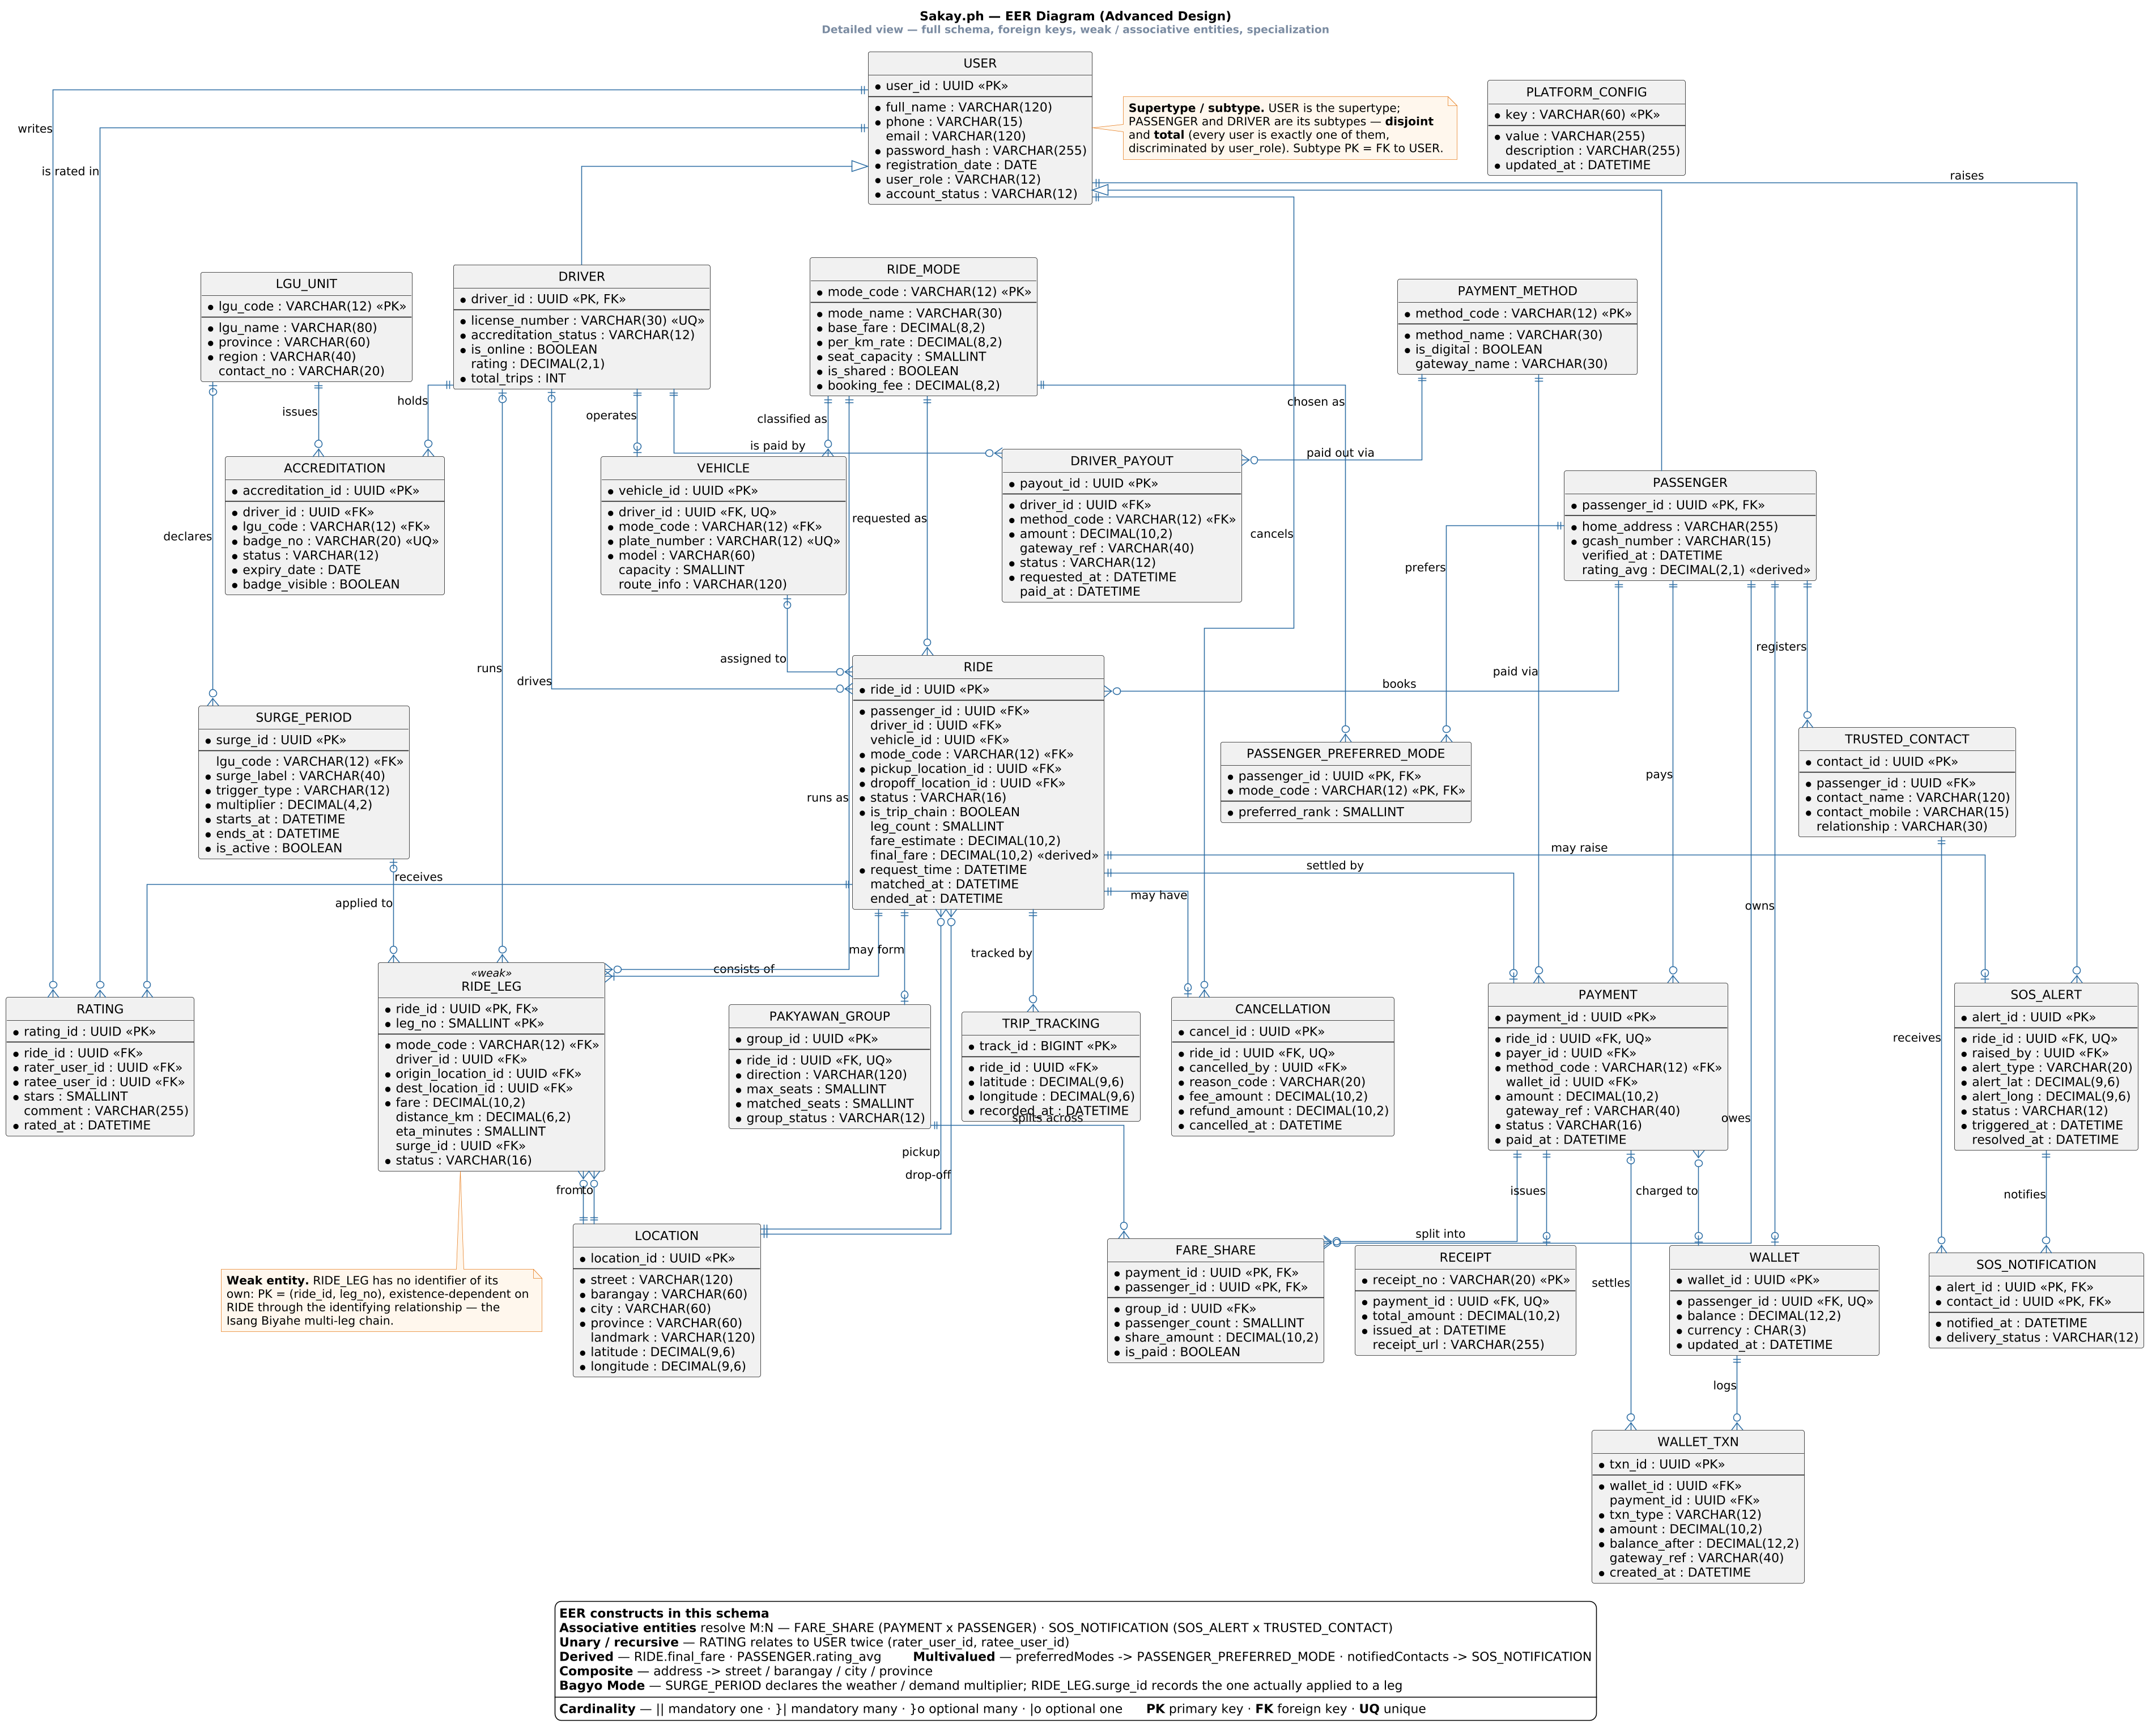 Sakay.ph — EER Diagram (Advanced Design)
Detailed view — full schema, foreign keys, weak / associative entities, specialization
USER
user_id : UUID «PK»
full_name : VARCHAR(120)
phone : VARCHAR(15)
email : VARCHAR(120)
password_hash : VARCHAR(255)
registration_date : DATE
user_role : VARCHAR(12)
account_status : VARCHAR(12)
Supertype / subtype. USER is the supertype;
PASSENGER and DRIVER are its subtypes — disjoint
and total (every user is exactly one of them,
discriminated by user_role). Subtype PK = FK to USER.
PLATFORM_CONFIG
key : VARCHAR(60) «PK»
value : VARCHAR(255)
description : VARCHAR(255)
updated_at : DATETIME
writes
is rated in
raises
LGU_UNIT
lgu_code : VARCHAR(12) «PK»
lgu_name : VARCHAR(80)
province : VARCHAR(60)
region : VARCHAR(40)
contact_no : VARCHAR(20)
DRIVER
driver_id : UUID «PK, FK»
license_number : VARCHAR(30) «UQ»
accreditation_status : VARCHAR(12)
is_online : BOOLEAN
rating : DECIMAL(2,1)
total_trips : INT
RIDE_MODE
mode_code : VARCHAR(12) «PK»
mode_name : VARCHAR(30)
base_fare : DECIMAL(8,2)
per_km_rate : DECIMAL(8,2)
seat_capacity : SMALLINT
is_shared : BOOLEAN
booking_fee : DECIMAL(8,2)
PAYMENT_METHOD
method_code : VARCHAR(12) «PK»
method_name : VARCHAR(30)
is_digital : BOOLEAN
gateway_name : VARCHAR(30)
issues
holds
operates
classified as
is paid by
chosen as
paid out via
ACCREDITATION
accreditation_id : UUID «PK»
driver_id : UUID «FK»
lgu_code : VARCHAR(12) «FK»
badge_no : VARCHAR(20) «UQ»
status : VARCHAR(12)
expiry_date : DATE
badge_visible : BOOLEAN
VEHICLE
vehicle_id : UUID «PK»
driver_id : UUID «FK, UQ»
mode_code : VARCHAR(12) «FK»
plate_number : VARCHAR(12) «UQ»
model : VARCHAR(60)
capacity : SMALLINT
route_info : VARCHAR(120)
DRIVER_PAYOUT
payout_id : UUID «PK»
driver_id : UUID «FK»
method_code : VARCHAR(12) «FK»
amount : DECIMAL(10,2)
gateway_ref : VARCHAR(40)
status : VARCHAR(12)
requested_at : DATETIME
paid_at : DATETIME
PASSENGER
passenger_id : UUID «PK, FK»
home_address : VARCHAR(255)
gcash_number : VARCHAR(15)
verified_at : DATETIME
rating_avg : DECIMAL(2,1) «derived»
declares
requested as
cancels
prefers
runs
drives
assigned to
books
paid via
registers
SURGE_PERIOD
surge_id : UUID «PK»
lgu_code : VARCHAR(12) «FK»
surge_label : VARCHAR(40)
trigger_type : VARCHAR(12)
multiplier : DECIMAL(4,2)
starts_at : DATETIME
ends_at : DATETIME
is_active : BOOLEAN
RIDE
ride_id : UUID «PK»
passenger_id : UUID «FK»
driver_id : UUID «FK»
vehicle_id : UUID «FK»
mode_code : VARCHAR(12) «FK»
pickup_location_id : UUID «FK»
dropoff_location_id : UUID «FK»
status : VARCHAR(16)
is_trip_chain : BOOLEAN
leg_count : SMALLINT
fare_estimate : DECIMAL(10,2)
final_fare : DECIMAL(10,2) «derived»
request_time : DATETIME
matched_at : DATETIME
ended_at : DATETIME
PASSENGER_PREFERRED_MODE
passenger_id : UUID «PK, FK»
mode_code : VARCHAR(12) «PK, FK»
preferred_rank : SMALLINT
TRUSTED_CONTACT
contact_id : UUID «PK»
passenger_id : UUID «FK»
contact_name : VARCHAR(120)
contact_mobile : VARCHAR(15)
relationship : VARCHAR(30)
runs as
pays
receives
applied to
may raise
settled by
may have
owns
may form
consists of
tracked by
RATING
rating_id : UUID «PK»
ride_id : UUID «FK»
rater_user_id : UUID «FK»
ratee_user_id : UUID «FK»
stars : SMALLINT
comment : VARCHAR(255)
rated_at : DATETIME
«weak»
RIDE_LEG
ride_id : UUID «PK, FK»
leg_no : SMALLINT «PK»
mode_code : VARCHAR(12) «FK»
driver_id : UUID «FK»
origin_location_id : UUID «FK»
dest_location_id : UUID «FK»
fare : DECIMAL(10,2)
distance_km : DECIMAL(6,2)
eta_minutes : SMALLINT
surge_id : UUID «FK»
status : VARCHAR(16)
PAKYAWAN_GROUP
group_id : UUID «PK»
ride_id : UUID «FK, UQ»
direction : VARCHAR(120)
max_seats : SMALLINT
matched_seats : SMALLINT
group_status : VARCHAR(12)
TRIP_TRACKING
track_id : BIGINT «PK»
ride_id : UUID «FK»
latitude : DECIMAL(9,6)
longitude : DECIMAL(9,6)
recorded_at : DATETIME
splits across
CANCELLATION
cancel_id : UUID «PK»
ride_id : UUID «FK, UQ»
cancelled_by : UUID «FK»
reason_code : VARCHAR(20)
fee_amount : DECIMAL(10,2)
refund_amount : DECIMAL(10,2)
cancelled_at : DATETIME
PAYMENT
payment_id : UUID «PK»
ride_id : UUID «FK, UQ»
payer_id : UUID «FK»
method_code : VARCHAR(12) «FK»
wallet_id : UUID «FK»
amount : DECIMAL(10,2)
gateway_ref : VARCHAR(40)
status : VARCHAR(16)
paid_at : DATETIME
owes
SOS_ALERT
alert_id : UUID «PK»
ride_id : UUID «FK, UQ»
raised_by : UUID «FK»
alert_type : VARCHAR(20)
alert_lat : DECIMAL(9,6)
alert_long : DECIMAL(9,6)
status : VARCHAR(12)
triggered_at : DATETIME
resolved_at : DATETIME
receives
pickup
drop-off
from
to
issues
charged to
notifies
split into
settles
Weak entity. RIDE_LEG has no identifier of its
own: PK = (ride_id, leg_no), existence-dependent on
RIDE through the identifying relationship — the
Isang Biyahe multi-leg chain.
LOCATION
location_id : UUID «PK»
street : VARCHAR(120)
barangay : VARCHAR(60)
city : VARCHAR(60)
province : VARCHAR(60)
landmark : VARCHAR(120)
latitude : DECIMAL(9,6)
longitude : DECIMAL(9,6)
FARE_SHARE
payment_id : UUID «PK, FK»
passenger_id : UUID «PK, FK»
group_id : UUID «FK»
passenger_count : SMALLINT
share_amount : DECIMAL(10,2)
is_paid : BOOLEAN
RECEIPT
receipt_no : VARCHAR(20) «PK»
payment_id : UUID «FK, UQ»
total_amount : DECIMAL(10,2)
issued_at : DATETIME
receipt_url : VARCHAR(255)
WALLET
wallet_id : UUID «PK»
passenger_id : UUID «FK, UQ»
balance : DECIMAL(12,2)
currency : CHAR(3)
updated_at : DATETIME
SOS_NOTIFICATION
alert_id : UUID «PK, FK»
contact_id : UUID «PK, FK»
notified_at : DATETIME
delivery_status : VARCHAR(12)
logs
WALLET_TXN
txn_id : UUID «PK»
wallet_id : UUID «FK»
payment_id : UUID «FK»
txn_type : VARCHAR(12)
amount : DECIMAL(10,2)
balance_after : DECIMAL(12,2)
gateway_ref : VARCHAR(40)
created_at : DATETIME
EER constructs in this schema
Associative entities resolve M:N — FARE_SHARE (PAYMENT x PASSENGER) · SOS_NOTIFICATION (SOS_ALERT x TRUSTED_CONTACT)
Unary / recursive — RATING relates to USER twice (rater_user_id, ratee_user_id)
Derived — RIDE.final_fare · PASSENGER.rating_avg Multivalued — preferredModes -> PASSENGER_PREFERRED_MODE · notifiedContacts -> SOS_NOTIFICATION
Composite — address -> street / barangay / city / province
Bagyo Mode — SURGE_PERIOD declares the weather / demand multiplier; RIDE_LEG.surge_id records the one actually applied to a leg
Cardinality — || mandatory one · }| mandatory many · }o optional many · |o optional one PK primary key · FK foreign key · UQ unique